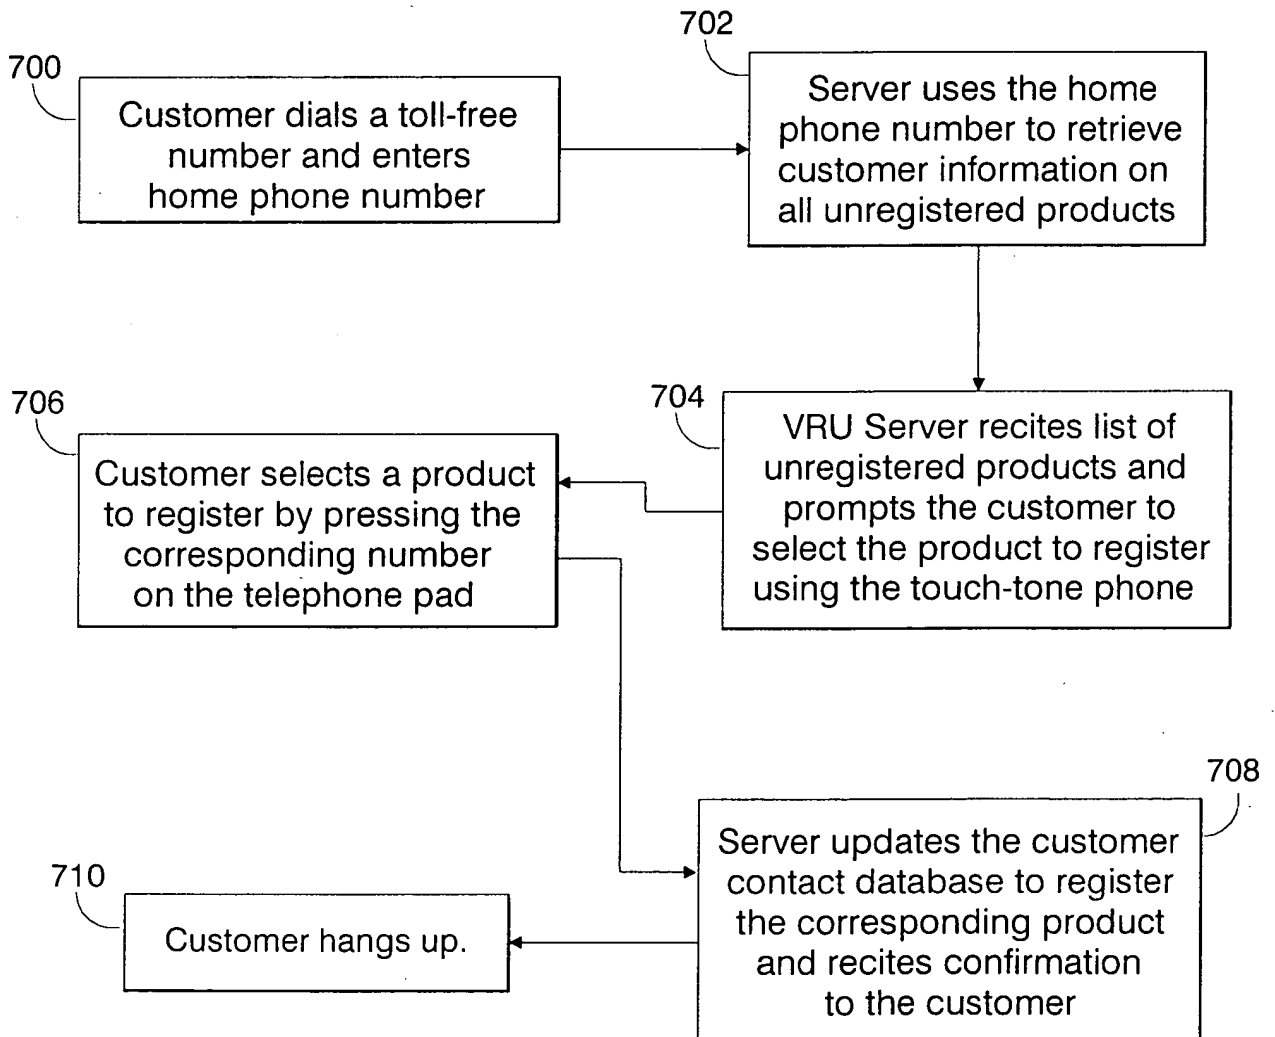 700
Customer dials a toll-free
number and enters
home phone number
702
Server uses the home
phone number to retrieve
customer information on
all unregistered products
704
VRU Server recites list of
unregistered products and
prompts the customer to
select the product to register
using the touch-tone phone
706
Customer selects a product
to register by pressing the
corresponding number
on the telephone pad
708
Server updates the customer
contact database to register
the corresponding product
and recites confirmation
to the customer
710
Customer hangs up.